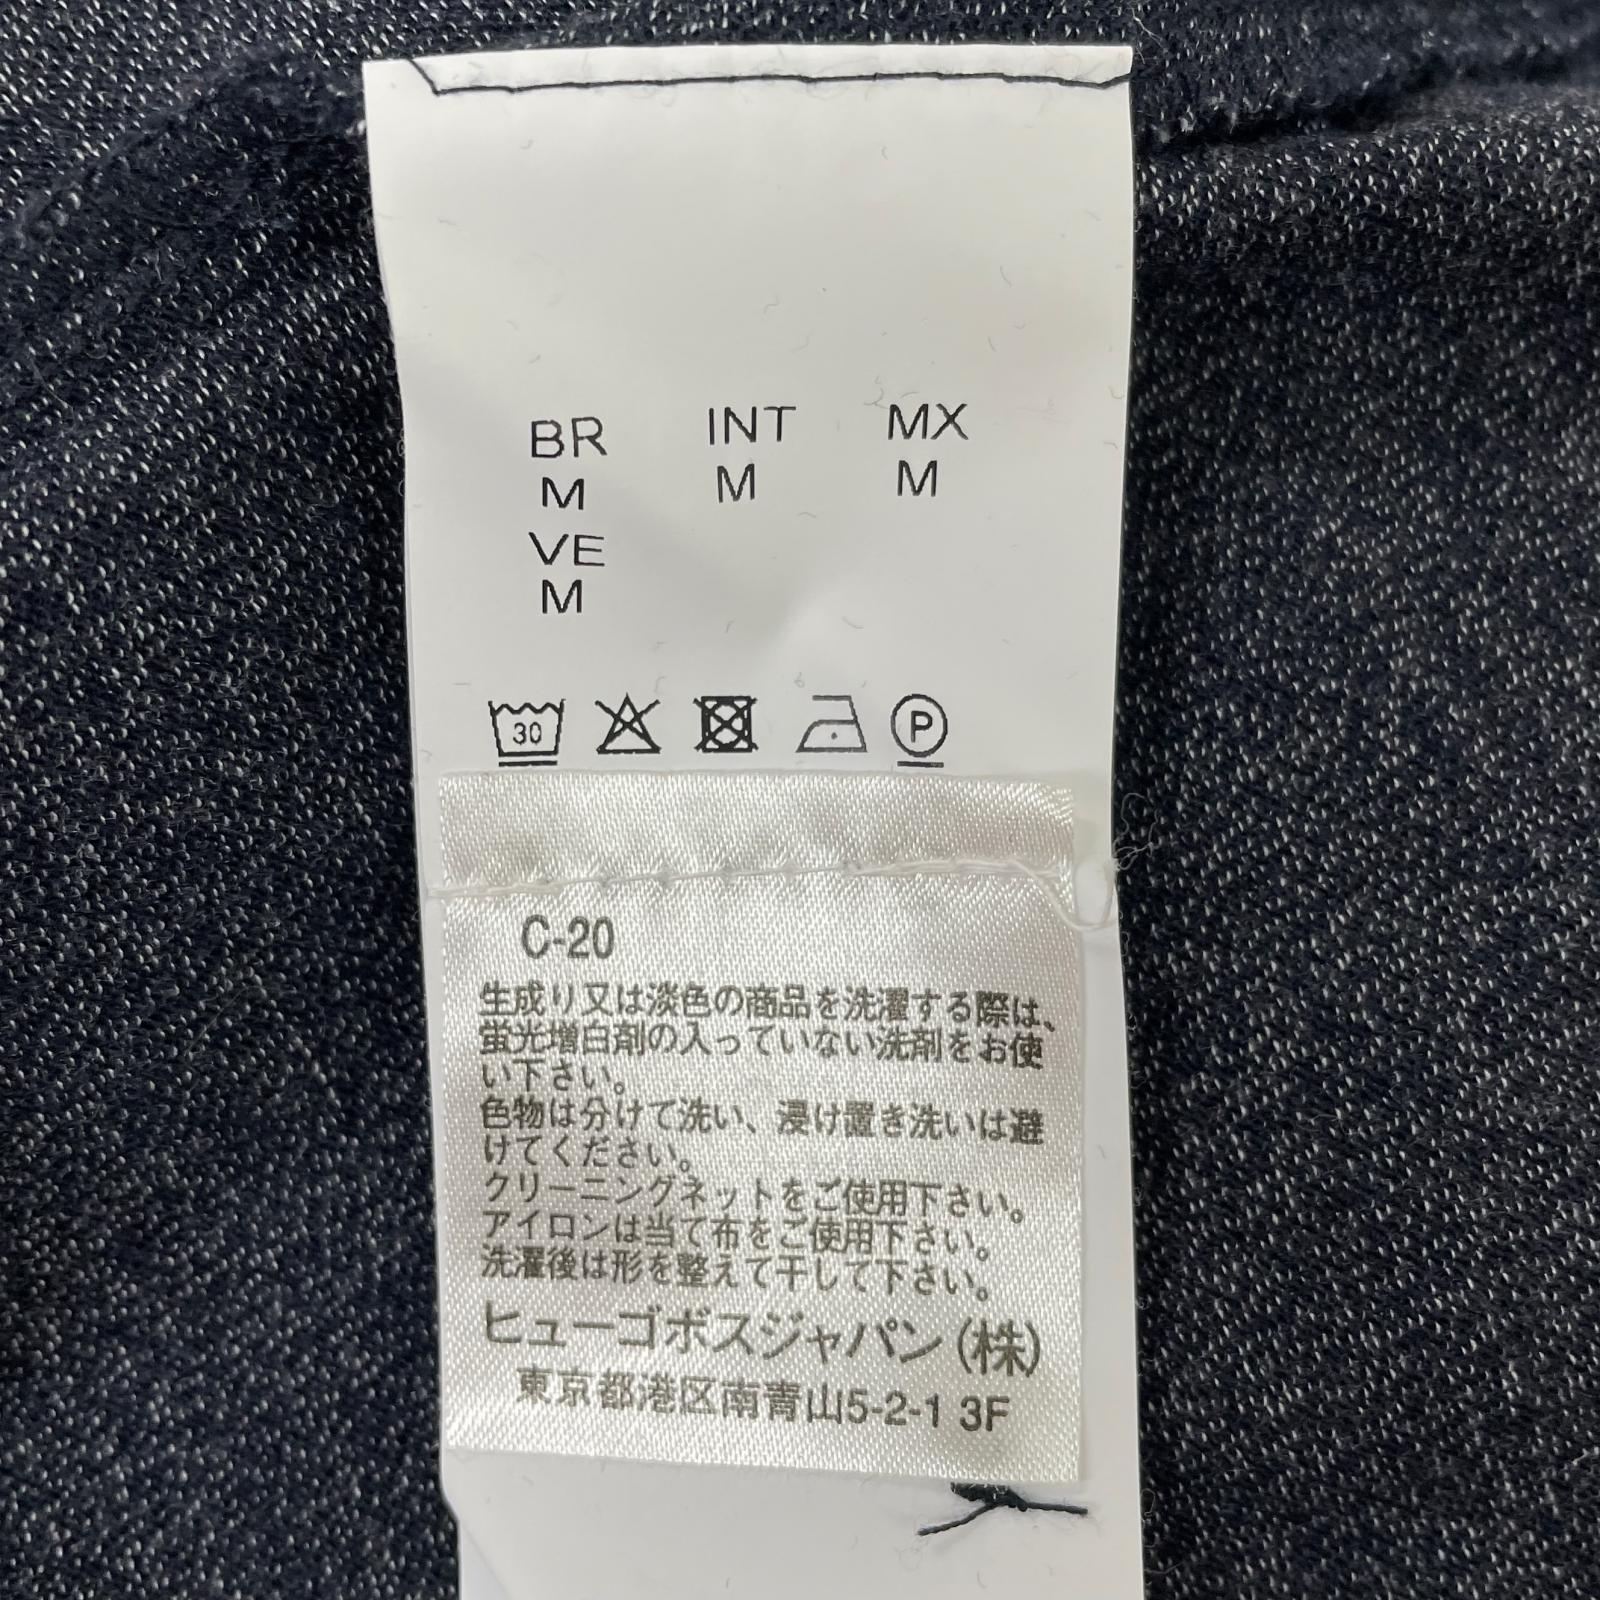 BR INT MX
M M M
VE
M
30 P
C-20
生成り又は淡色の商品を洗濯する際は、
蛍光増白剤の入っていない洗剤をお使
い下さい。
色物は分けて洗い、浸け置き洗いは避
けてください。
クリーニングネットをご使用下さい。
アイロンは当て布をご使用下さい。
洗濯後は形を整えて干して下さい。
ヒューゴボスジャパン(株)
東京都港区南青山5-2-1 3F